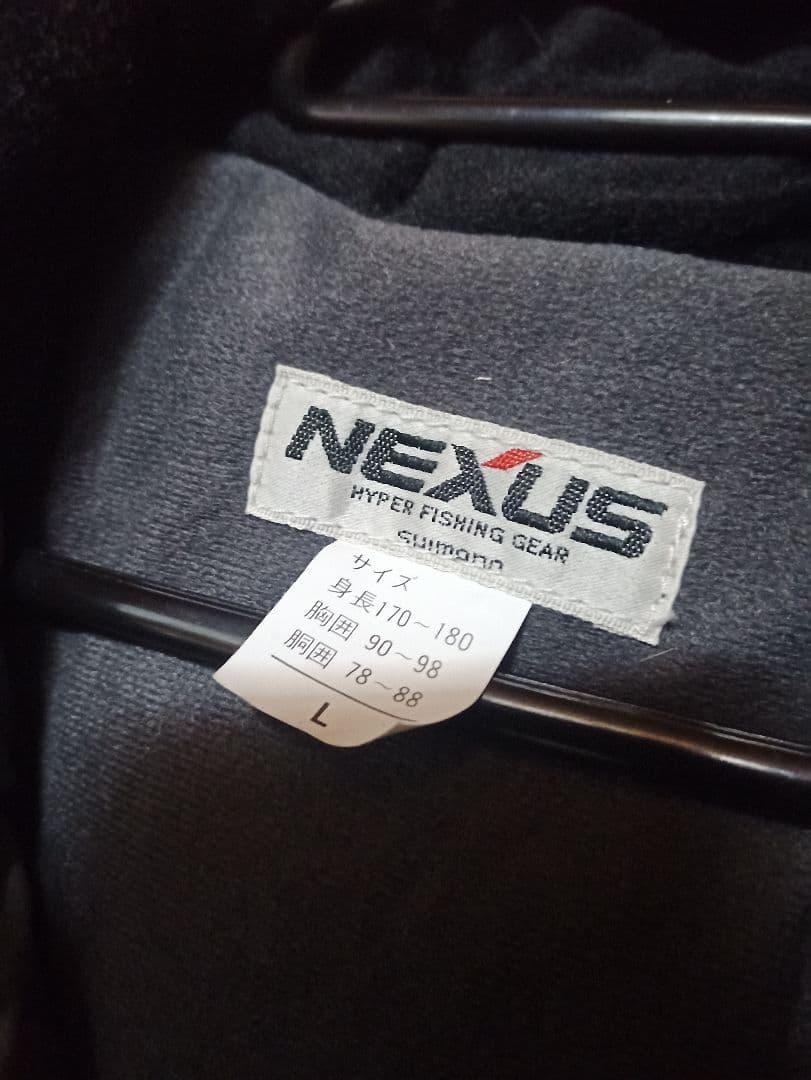 NEXUS
HYPER FISHING GEAR
SHIMANO
サイズ
身長170～180
胸囲 90～98
胴囲 78～88
L